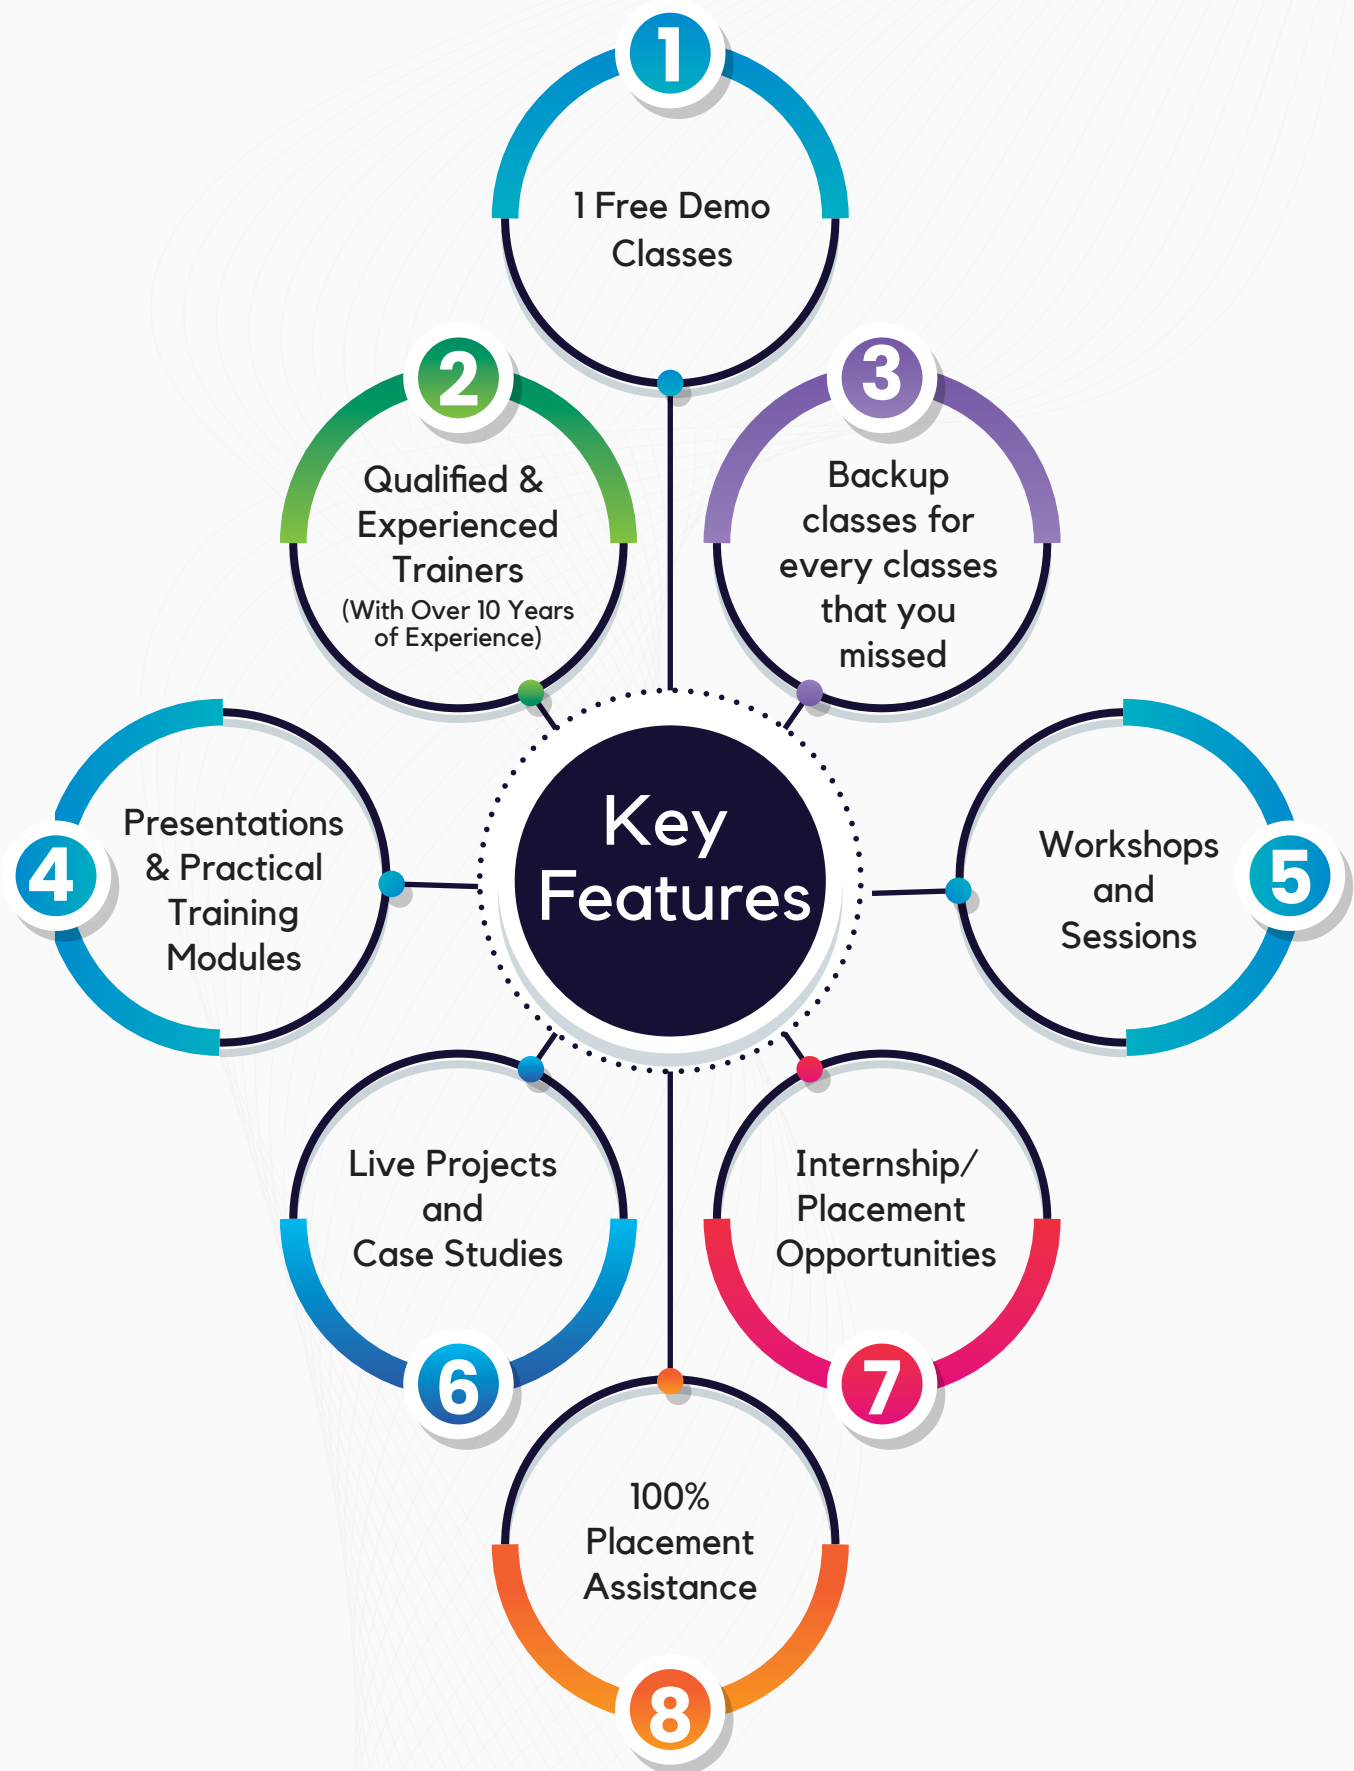 1
1 Free Demo
Classes
2
Qualified &
Experienced
Trainers
(With Over 10 Years
of Experience)
3
Backup
classes for
every classes
that you
missed
4
Presentations
& Practical
Training
Modules
Key
Features
5
Workshops
and
Sessions
6
Live Projects
and
Case Studies
7
Internship/
Placement
Opportunities
8
100%
Placement
Assistance